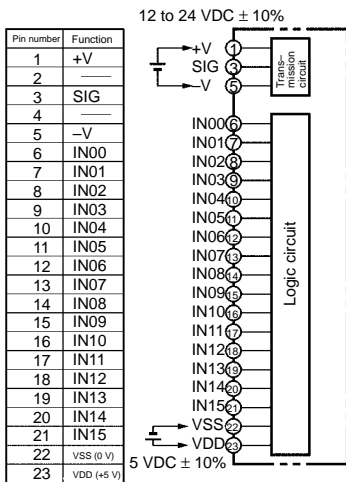 12 to 24 VDC ± 10%
Pin number Function
1 +V
2 ——
3 SIG
4 ——
5 –V
6 IN00
7 IN01
8 IN02
9 IN03
10 IN04
11 IN05
12 IN06
13 IN07
14 IN08
15 IN09
16 IN10
17 IN11
18 IN12
19 IN13
20 IN14
21 IN15
22 VSS (0 V)
23 VDD (+5 V)
+V 1
SIG 3
–V 5
Trans–
mission
circuit
IN00 6
IN01 7
IN02 8
IN03 9
IN04 10
IN05 11
IN06 12
IN07 13
IN08 14
IN09 15
IN10 16
IN11 17
IN12 18
IN13 19
IN14 20
IN15 21
VSS 22
VDD 23
Logic circuit
5 VDC ± 10%